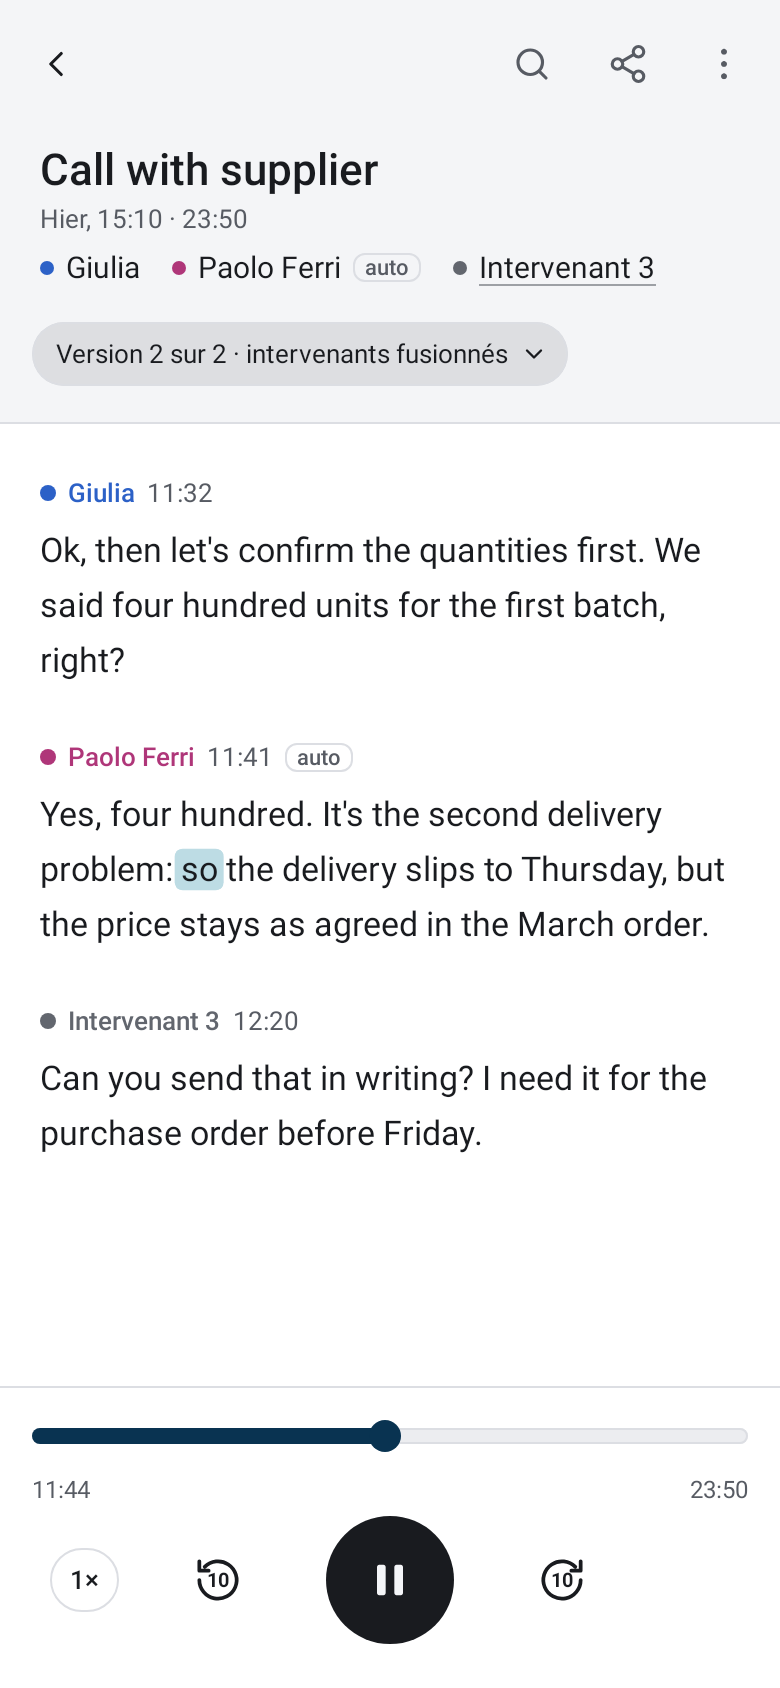 Call with supplier
Hier, 15:10 · 23:50
Giulia Paolo Ferri auto Intervenant 3
Version 2 sur 2 · intervenants fusionnés
Giulia 11:32
Ok, then let's confirm the quantities first. We
said four hundred units for the first batch,
right?
Paolo Ferri 11:41 auto
Yes, four hundred. It's the second delivery
problem: so the delivery slips to Thursday, but
the price stays as agreed in the March order.
Intervenant 3 12:20
Can you send that in writing? I need it for the
purchase order before Friday.
11:44 23:50
1× 10 10